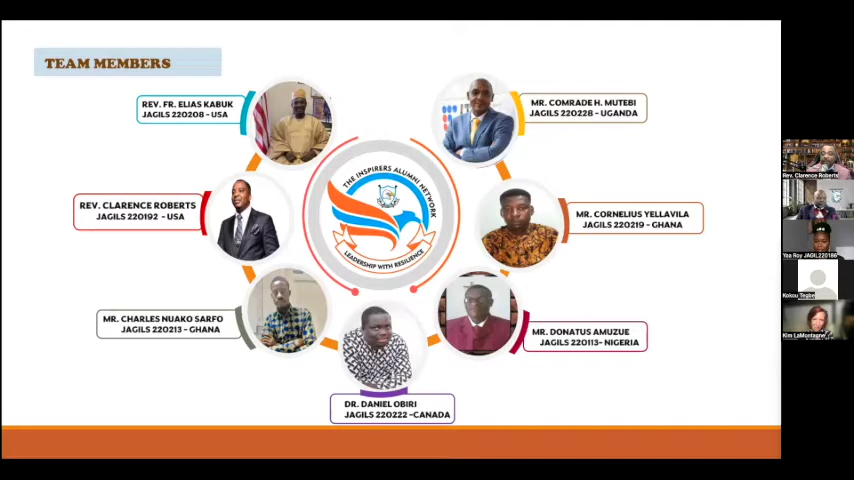 TEAM MEMBERS
REV. FR. ELIAS KABUK
JAGILS 220208 - USA
MR. COMRADE H. MUTEBI
JAGILS 220228 - UGANDA
REV. CLARENCE ROBERTS
JAGILS 220192 - USA
THE INSPIRERS ALUMNI NETWORK
LEADERSHIP WITH RESILIENCE
MR. CORNELIUS YELLAVILA
JAGILS 220219 - GHANA
MR. CHARLES NUAKO SARFO
JAGILS 220213 - GHANA
MR. DONATUS AMUZUE
JAGILS 220113- NIGERIA
DR. DANIEL OBIRI
JAGILS 220222 -CANADA
Rev. Clarence Roberts
Yaa Roy JAGIL220186
Kokou Tegbe
Kim LaMontagne